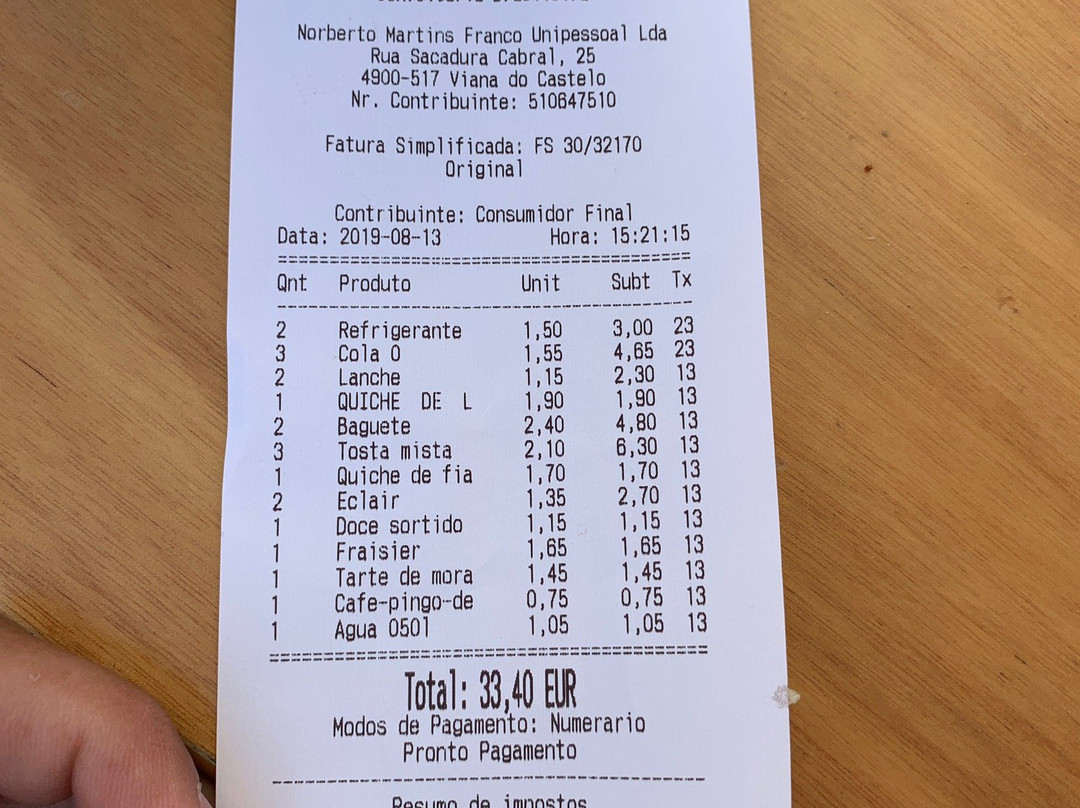 Norberto Martins Franco Unipessoal Lda
Rua Sacadura Cabral, 25
4900-517 Viana do Castelo
Nr. Contribuinte: 510647510
Fatura Simplificada: FS 30/32170
Original
Contribuinte: Consumidor Final
Data: 2019-08-13 Hora: 15:21:15
Qnt Produto Unit Subt Tx
2 Refrigerante 1,50 3,00 23
3 Cola 0 1,55 4,65 23
2 Lanche 1,15 2,30 13
1 QUICHE DE L 1,90 1,90 13
2 Baguete 2,40 4,80 13
3 Tosta mista 2,10 6,30 13
1 Quiche de fia 1,70 1,70 13
2 Eclair 1,35 2,70 13
1 Doce sortido 1,15 1,15 13
1 Fraisier 1,65 1,65 13
1 Tarte de mora 1,45 1,45 13
1 Cafe-pingo-de 0,75 0,75 13
1 Agua 050l 1,05 1,05 13
Total: 33,40 EUR
Modos de Pagamento: Numerario
Pronto Pagamento
Resumo de impostos